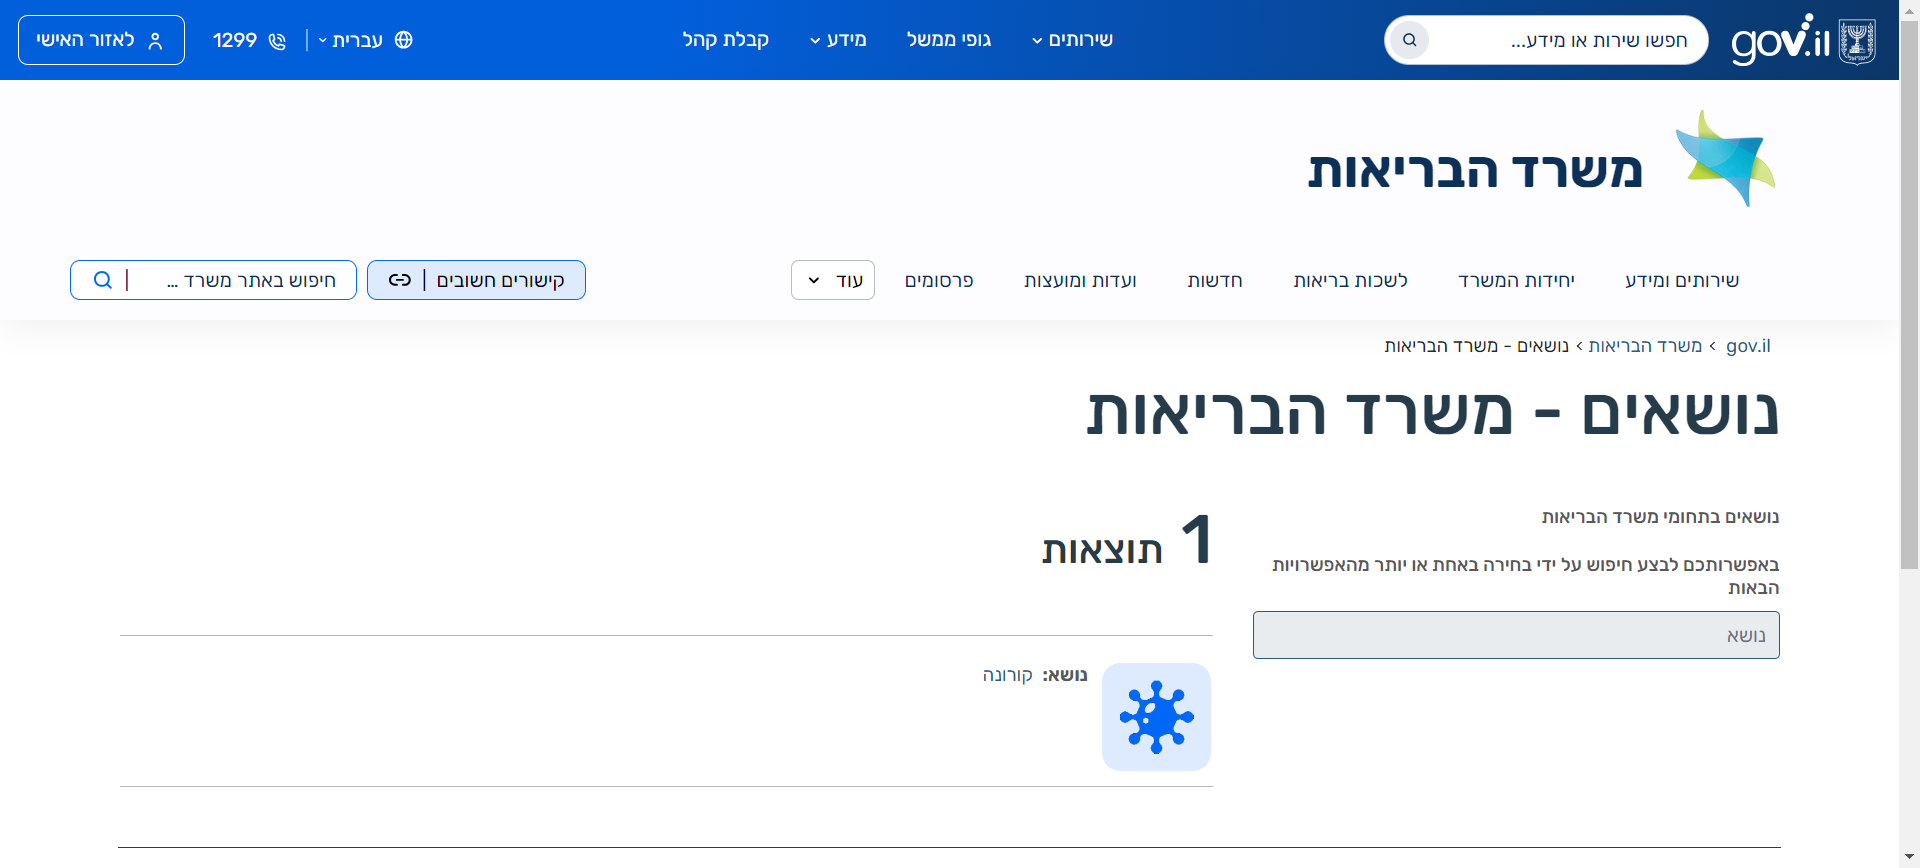 gov.il
חפשו שירות או מידע...
שירותים
גופי ממשל
מידע
קבלת קהל
עברית
1299
לאזור האישי
משרד הבריאות
שירותים ומידע
יחידות המשרד
לשכות בריאות
חדשות
ועדות ומועצות
פרסומים
עוד
קישורים חשובים
חיפוש באתר משרד ...
gov.il > משרד הבריאות > נושאים - משרד הבריאות
נושאים - משרד הבריאות
נושאים בתחומי משרד הבריאות
באפשרותכם לבצע חיפוש על ידי בחירה באחת או יותר מהאפשרויות
הבאות
נושא
1 תוצאות
נושא: קורונה